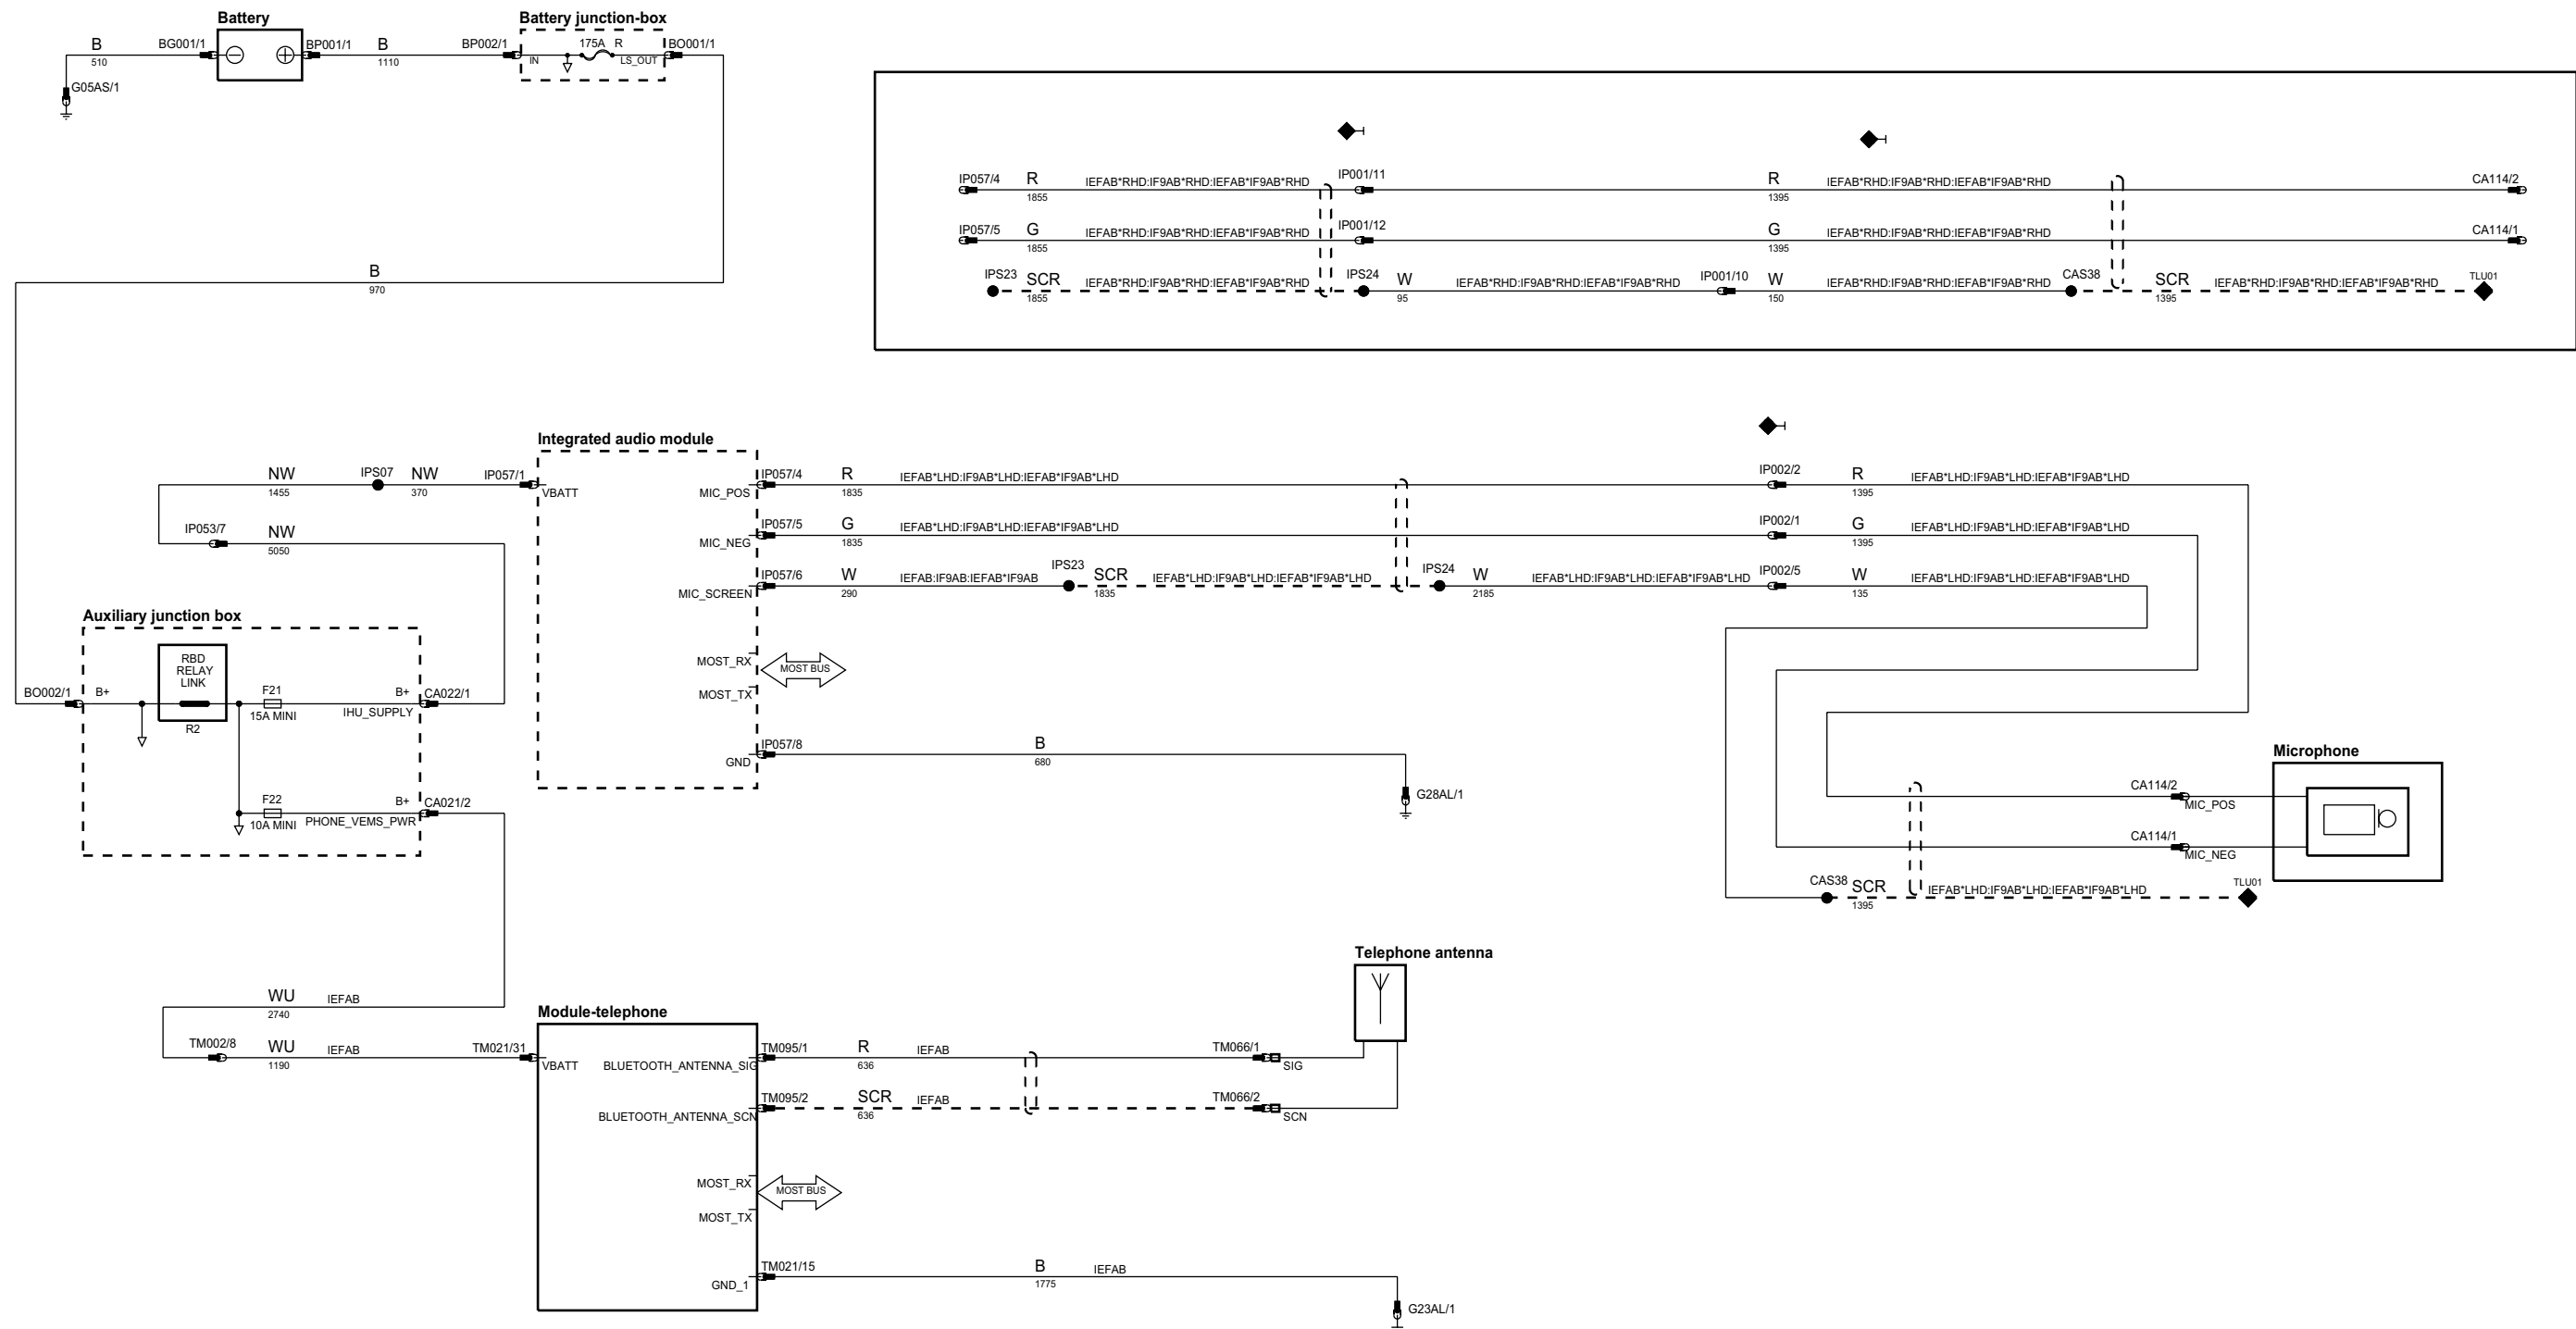 Battery
Battery junction-box
B
510
BG001/1
BP001/1
B
1110
BP002/1
IN
175A R
LS_OUT
BO001/1
G05AS/1
B
970
IP057/4
R
1855
IEFAB*RHD:IF9AB*RHD:IEFAB*IF9AB*RHD
IP001/11
R
1395
IEFAB*RHD:IF9AB*RHD:IEFAB*IF9AB*RHD
CA114/2
IP057/5
G
1855
IEFAB*RHD:IF9AB*RHD:IEFAB*IF9AB*RHD
IP001/12
G
1395
IEFAB*RHD:IF9AB*RHD:IEFAB*IF9AB*RHD
CA114/1
IPS23
SCR
1855
IEFAB*RHD:IF9AB*RHD:IEFAB*IF9AB*RHD
IPS24
W
95
IEFAB*RHD:IF9AB*RHD:IEFAB*IF9AB*RHD
IP001/10
W
150
IEFAB*RHD:IF9AB*RHD:IEFAB*IF9AB*RHD
CAS38
SCR
1395
IEFAB*RHD:IF9AB*RHD:IEFAB*IF9AB*RHD
TLU01
Integrated audio module
NW
1455
IPS07
NW
370
IP057/1
VBATT
IP053/7
NW
5050
MIC_POS
IP057/4
R
1835
IEFAB*LHD:IF9AB*LHD:IEFAB*IF9AB*LHD
IP002/2
R
1395
IEFAB*LHD:IF9AB*LHD:IEFAB*IF9AB*LHD
MIC_NEG
IP057/5
G
1835
IEFAB*LHD:IF9AB*LHD:IEFAB*IF9AB*LHD
IP002/1
G
1395
IEFAB*LHD:IF9AB*LHD:IEFAB*IF9AB*LHD
MIC_SCREEN
IP057/6
W
290
IEFAB:IF9AB:IEFAB*IF9AB
IPS23
SCR
1835
IEFAB*LHD:IF9AB*LHD:IEFAB*IF9AB*LHD
IPS24
W
2185
IEFAB*LHD:IF9AB*LHD:IEFAB*IF9AB*LHD
IP002/5
W
135
IEFAB*LHD:IF9AB*LHD:IEFAB*IF9AB*LHD
MOST_RX
MOST BUS
MOST_TX
GND
IP057/8
B
680
G28AL/1
Auxiliary junction box
BO002/1
B+
RBD
RELAY
LINK
R2
F21
15A MINI
B+
IHU_SUPPLY
CA022/1
F22
10A MINI
B+
PHONE_VEMS_PWR
CA021/2
Microphone
CA114/2
MIC_POS
CA114/1
MIC_NEG
CAS38
SCR
1395
IEFAB*LHD:IF9AB*LHD:IEFAB*IF9AB*LHD
TLU01
Telephone antenna
WU
2740
IEFAB
TM002/8
WU
1190
IEFAB
TM021/31
Module-telephone
VBATT
BLUETOOTH_ANTENNA_SIG
TM095/1
R
636
IEFAB
TM066/1
SIG
BLUETOOTH_ANTENNA_SCN
TM095/2
SCR
636
IEFAB
TM066/2
SCN
MOST_RX
MOST BUS
MOST_TX
GND_1
TM021/15
B
1775
IEFAB
G23AL/1